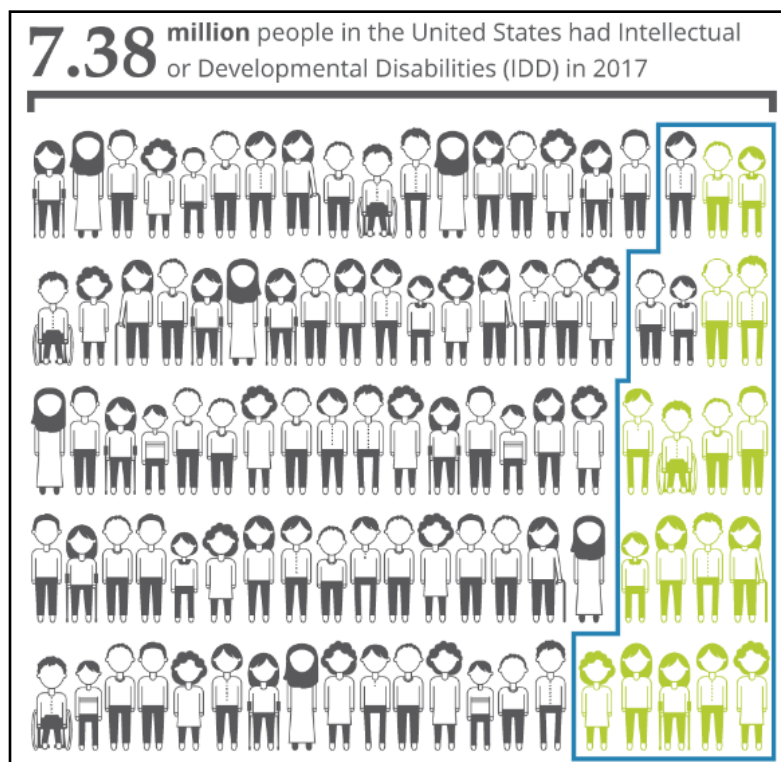 7.38 million people in the United States had Intellectual
or Developmental Disabilities (IDD) in 2017